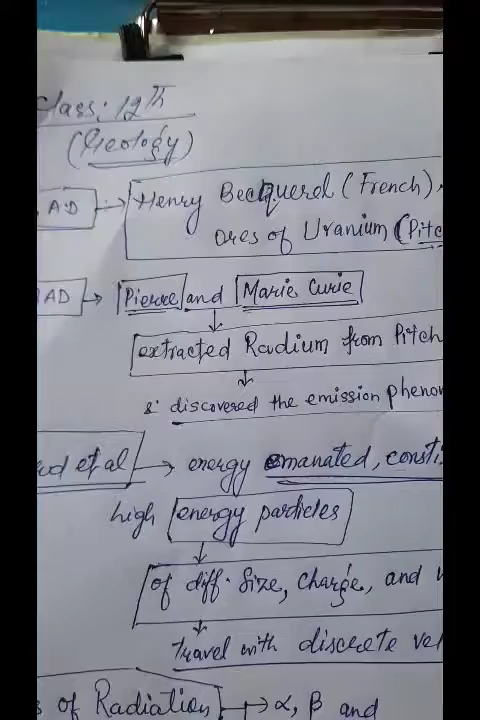 Class: 12th
(Geology)
AD → Henry Becquerel (French),
Ores of Uranium (Pitc
AD → Pierre and Marie Curie
extracted Radium from Pitch
& discovered the emission phenom
et al → energy emanated, consti
high energy particles
of diff. Size, Charge, and
travel with discrete vel
s of Radiation → α, β and